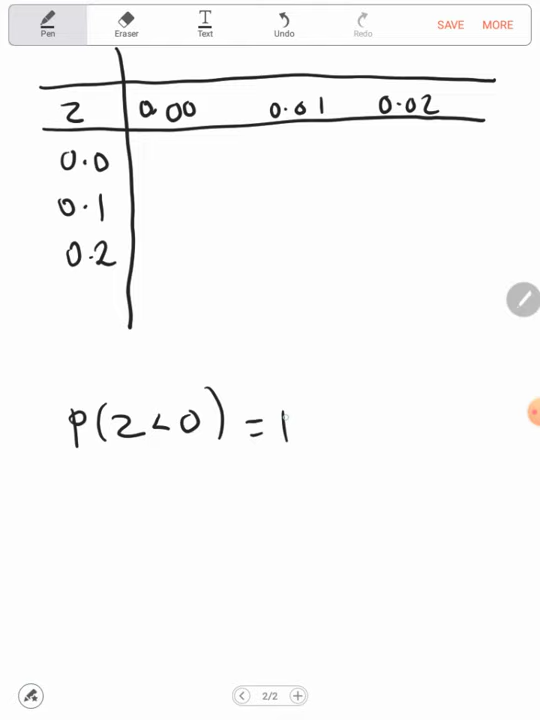 Pen Eraser Text Undo Redo SAVE MORE
z 0.00 0.01 0.02
0.0
0.1
0.2
P(z<0) = 1
2/2